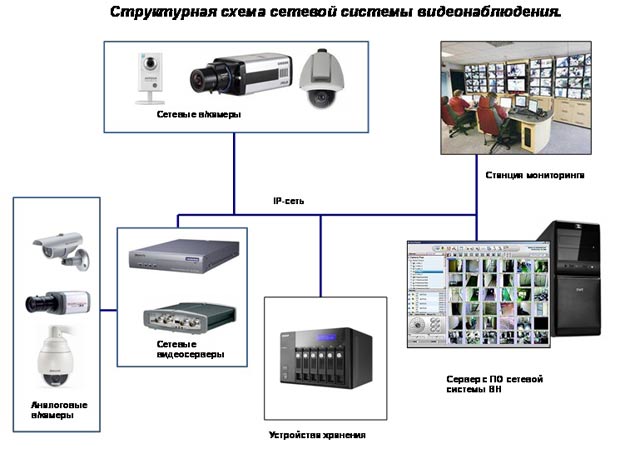 Структурная схема сетевой системы видеонаблюдения.
Сетевые в/камеры
Станция мониторинга
IP-сеть
Сетевые
видеосерверы
Аналоговые
в/камеры
Устройства хранения
Сервер с ПО сетевой
системы ВН